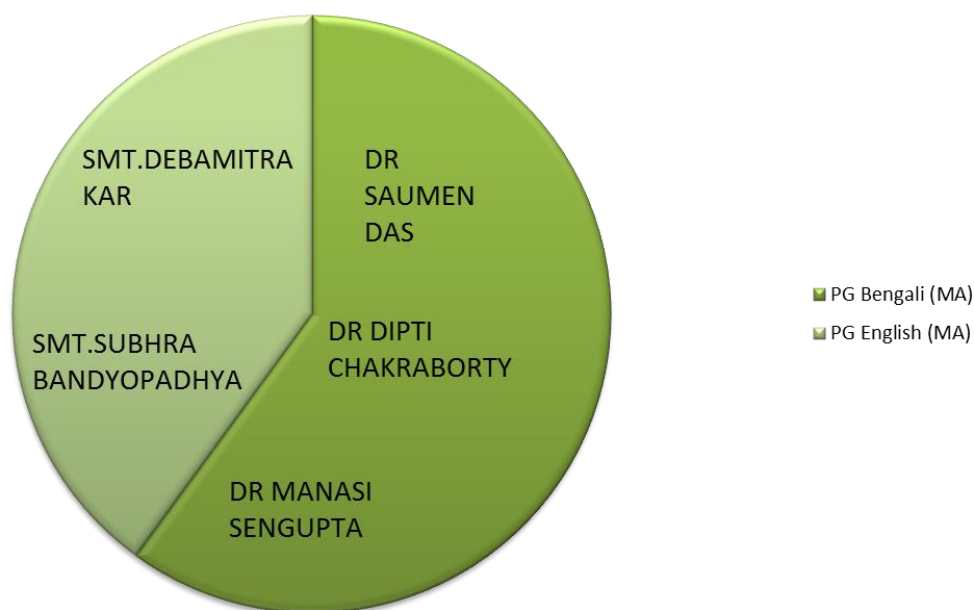 SMT.DEBAMITRA
KAR
DR
SAUMEN
DAS
SMT.SUBHRA
BANDYOPADHYA
DR DIPTI
CHAKRABORTY
DR MANASI
SENGUPTA
PG Bengali (MA)
PG English (MA)